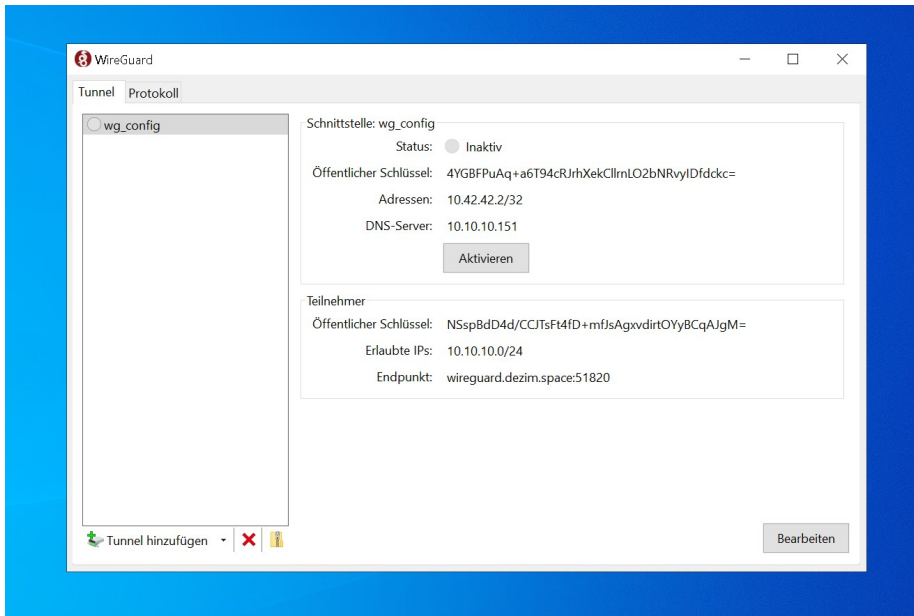 WireGuard
Tunnel Protokoll
wg_config
Schnittstelle: wg_config
Status: Inaktiv
Öffentlicher Schlüssel: 4YGBFPuAq+a6T94cRJrhXekCllrnLO2bNRvyIDfdckc=
Adressen: 10.42.42.2/32
DNS-Server: 10.10.10.151
Aktivieren
Teilnehmer
Öffentlicher Schlüssel: NSspBdD4d/CCJTsFt4fD+mfJsAgxvdirtOYyBCqAJgM=
Erlaubte IPs: 10.10.10.0/24
Endpunkt: wireguard.dezim.space:51820
Tunnel hinzufügen
Bearbeiten